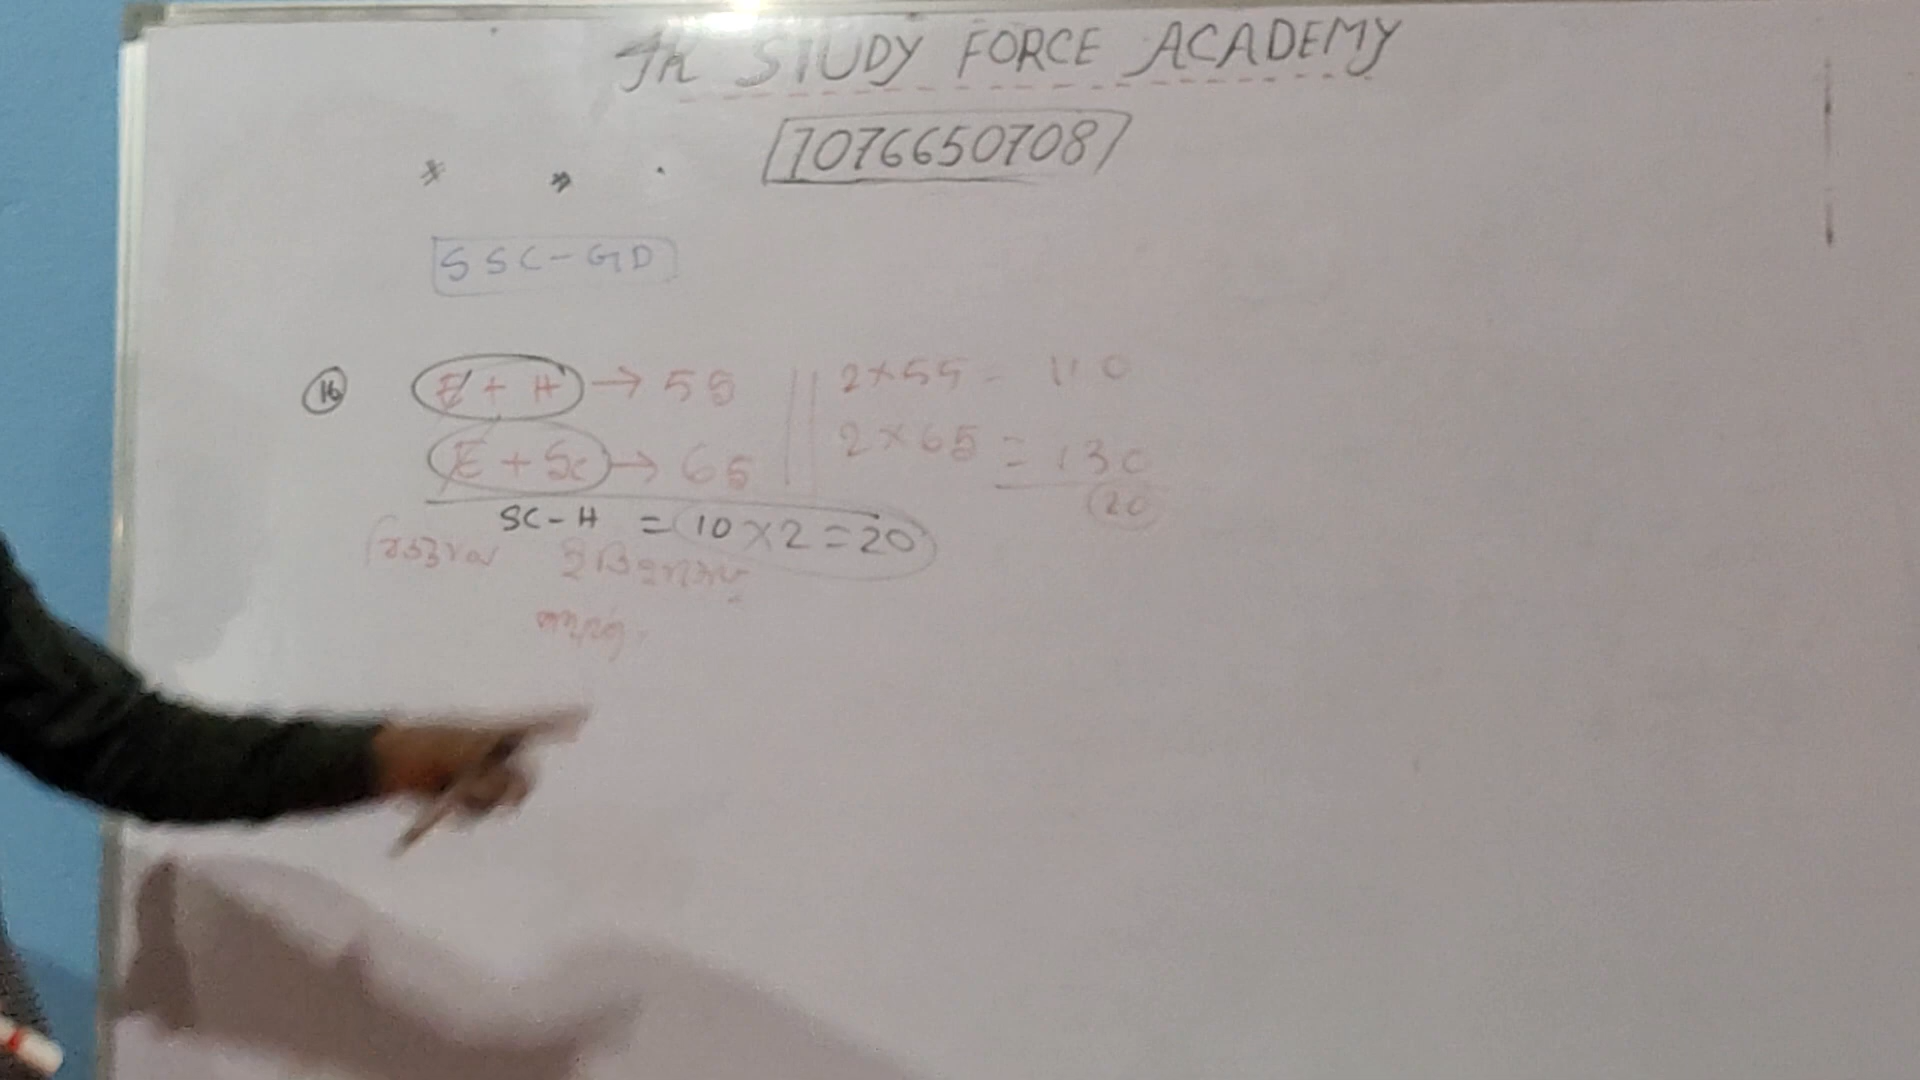 JR STUDY FORCE ACADEMY
7076650708
SSC-GD
16
E + H → 55
E + Sc → 65
SC - H = 10 × 2 = 20
2×55 - 110
2×65 = 130
20